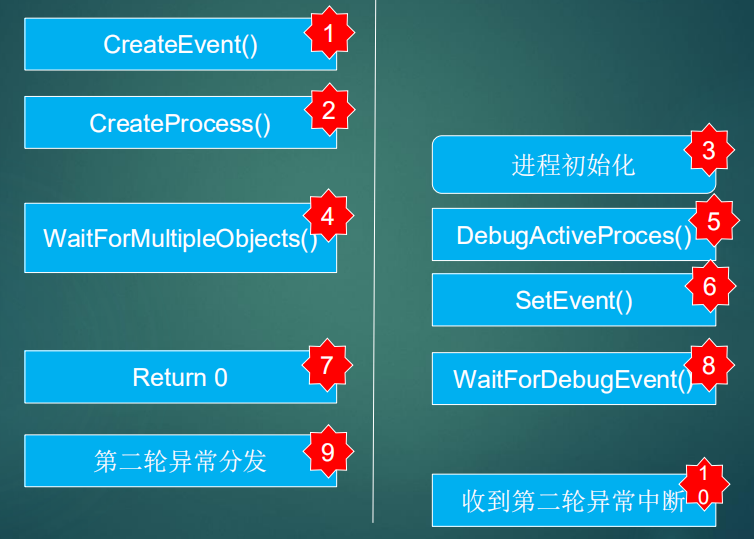 CreateEvent()
1
CreateProcess()
2
进程初始化
3
WaitForMultipleObjects()
4
DebugActiveProces()
5
SetEvent()
6
Return 0
7
WaitForDebugEvent()
8
第二轮异常分发
9
收到第二轮异常中断
1
0